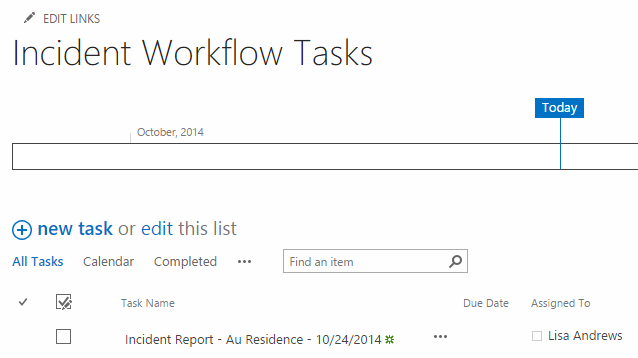 EDIT LINKS
Incident Workflow Tasks
Today
October, 2014
new task or edit this list
All Tasks Calendar Completed ••• Find an item
Task Name Due Date Assigned To
Incident Report - Au Residence - 10/24/2014 ••• Lisa Andrews